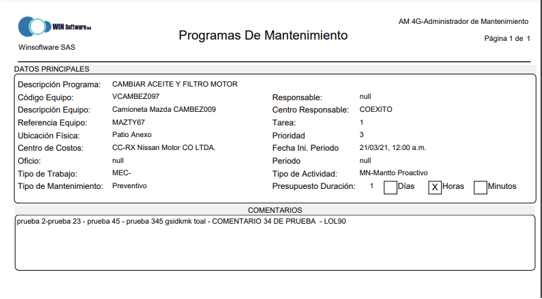 WIN Software SAS
AM 4G-Administrador de Mantenimiento
Programas De Mantenimiento
Página 1 de 1
Winsoftware SAS
DATOS PRINCIPALES
Descripción Programa: CAMBIAR ACEITE Y FILTRO MOTOR
Código Equipo: VCAMBEZ097 Responsable: null
Descripción Equipo: Camioneta Mazda CAMBEZ009 Centro Responsable: COEXITO
Referencia Equipo: MAZTY67 Tarea: 1
Ubicación Física: Patio Anexo Prioridad 3
Centro de Costos: CC-RX Nissan Motor CO LTDA. Fecha Ini. Periodo 21/03/21, 12:00 a.m.
Oficio: null Periodo null
Tipo de Trabajo: MEC- Tipo de Actividad: MN-Mantto Proactivo
Tipo de Mantenimiento: Preventivo Presupuesto Duración: 1 Días X Horas Minutos
COMENTARIOS
prueba 2-prueba 23 - prueba 45 - prueba 345 gsidkmk toal - COMENTARIO 34 DE PRUEBA - LOL90